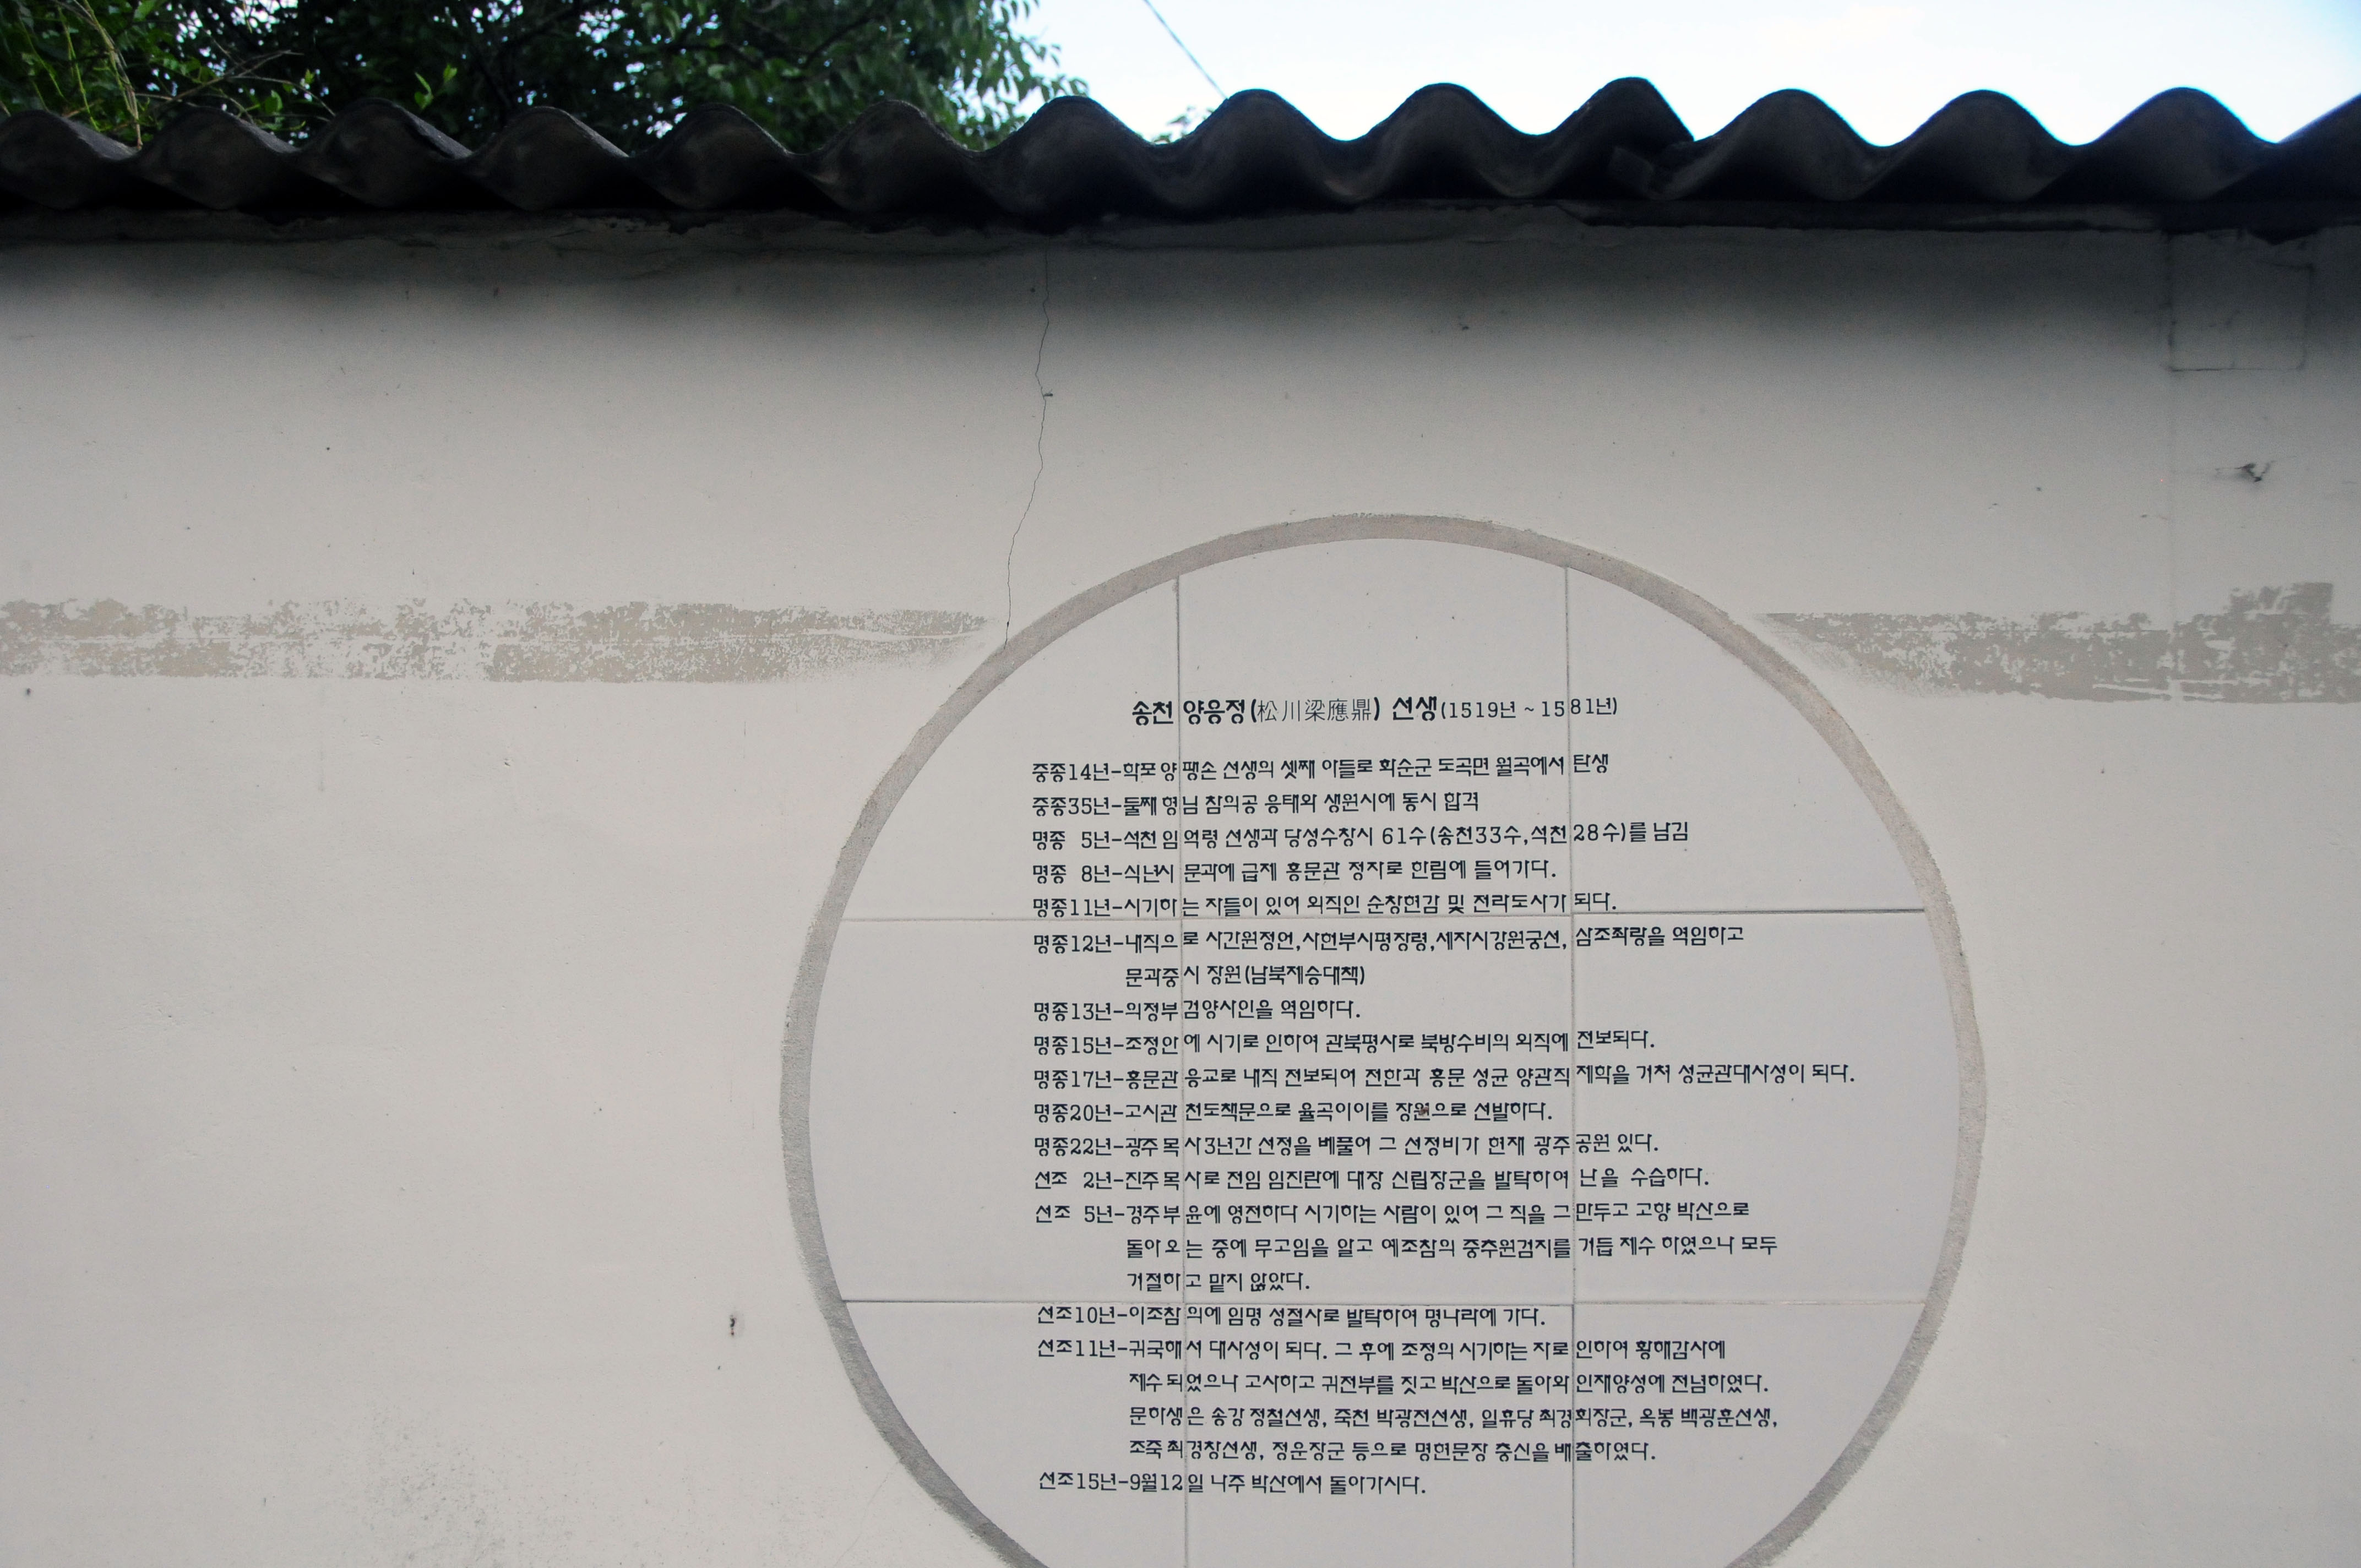 송천 양응정(松川梁應鼎) 선생(1519년 ~ 1581년)
중종14년-학포 양팽손 선생의 셋째 아들로 화순군 도곡면 월곡에서 탄생
중종35년-둘째 형님 참의공 응태와 생원시에 동시 합격
명종 5년-석천 임억령 선생과 당성수창시 61수(송천33수,석천28수)를 남김
명종 8년-식년시 문과에 급제 홍문관 정자로 한림에 들어가다.
명종11년-시기하는 자들이 있어 외직인 순창현감 및 전라도사가 되다.
명종12년-내직으로 사간원정언,사헌부시평장령,세자시강원궁선, 삼조좌랑을 역임하고
문과중시 장원(남북제승대책)
명종13년-의정부 검양사인을 역임하다.
명종15년-조정안에 시기로 인하여 관북평사로 북방수비의 외직에 전보되다.
명종17년-홍문관 응교로 내직 전보되어 전한과 홍문 성균 양관직 제학을 거쳐 성균관대사성이 되다.
명종20년-고시관 천도책문으로 율곡이이를 장원으로 선발하다.
명종22년-광주목사3년간 선정을 베풀어 그 선정비가 현재 광주공원 있다.
선조 2년-진주목사로 전임 임진란에 대장 신립장군을 발탁하여 난을 수습하다.
선조 5년-경주부윤에 영전하다 시기하는 사람이 있어 그 직을 그만두고 고향 박산으로
돌아오는 중에 무고임을 알고 예조참의 중추원검지를 거듭 제수 하였으나 모두
거절하고 맡지 않았다.
선조10년-이조참의에 임명 성절사로 발탁하여 명나라에 가다.
선조11년-귀국해서 대사성이 되다. 그 후에 조정의 시기하는 자로 인하여 황해감사에
제수되었으나 고사하고 귀전부를 짓고 박산으로 돌아와 인재양성에 전념하였다.
문하생은 송강 정철선생, 죽천 박광전선생, 일휴당 최경회장군, 옥봉 백광훈선생,
조죽 최경창선생, 정운장군 등으로 명현문장 충신을 배출하였다.
선조15년-9월12일 나주 박산에서 돌아가시다.